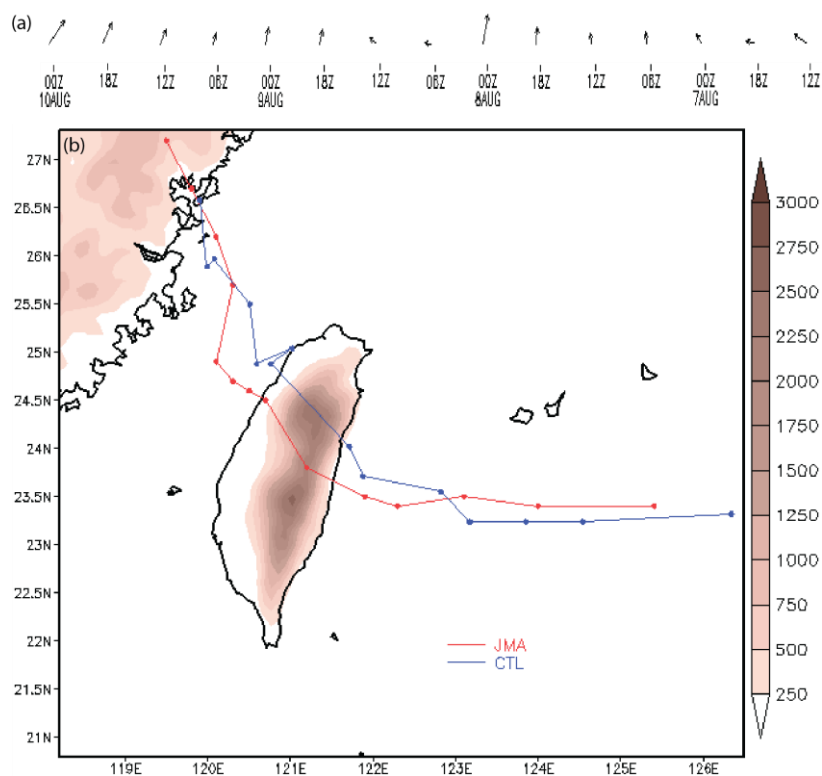 (a)
00Z 18Z 12Z 06Z 00Z 18Z 12Z 06Z 00Z 18Z 12Z 06Z 00Z 18Z 12Z
10AUG 9AUG 8AUG 7AUG
(b)
27N
26.5N
26N
25.5N
25N
24.5N
24N
23.5N
23N
22.5N
22N
21.5N
21N
119E 120E 121E 122E 123E 124E 125E 126E
JMA
CTL
3000
2750
2500
2250
2000
1750
1500
1250
1000
750
500
250